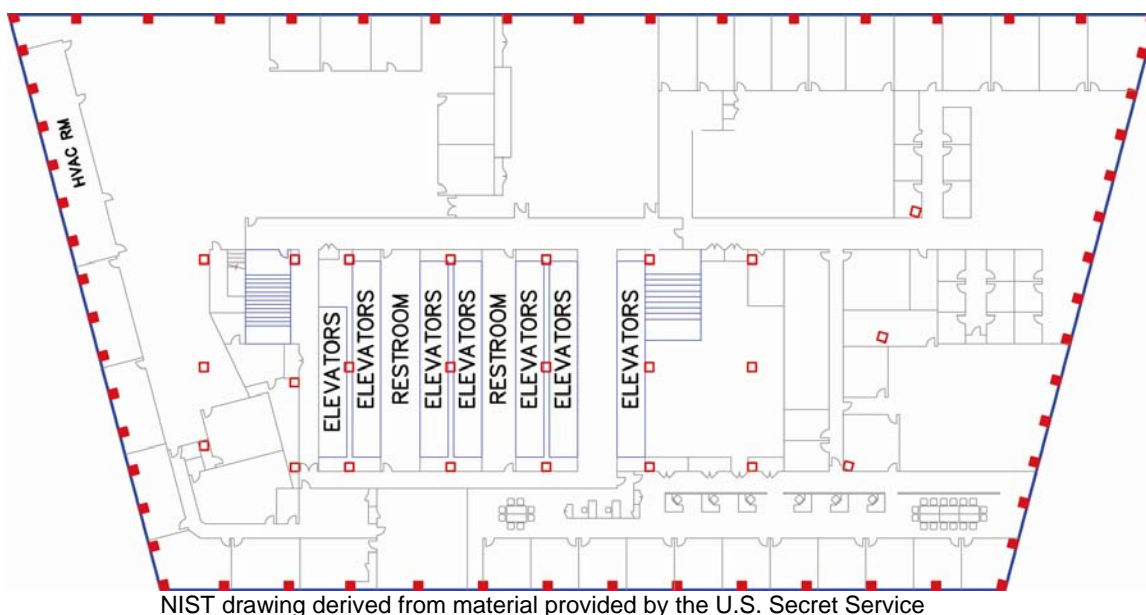 HVAC RM
ELEVATORS
ELEVATORS
RESTROOM
ELEVATORS
ELEVATORS
RESTROOM
ELEVATORS
ELEVATORS
ELEVATORS
NIST drawing derived from material provided by the U.S. Secret Service